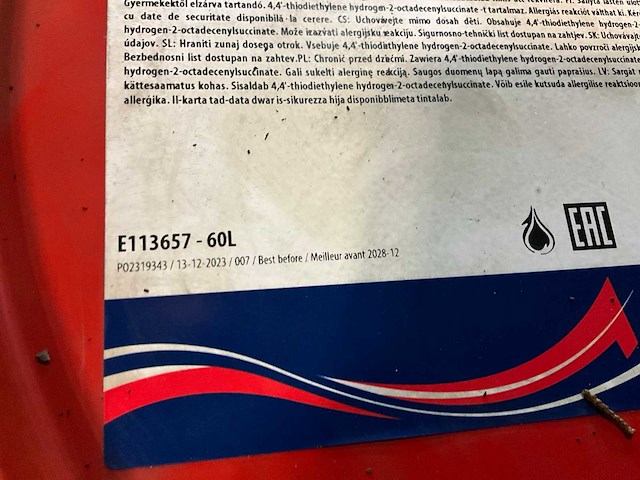 Gyermekektől elzárva tartandó. 4,4'-thiodiethylene hydrogen-2-octadecenylsuccinate -t tartalmaz. Allergiás reakciót válthat ki. Kér
cu date de securitate disponibilă la cerere. CS: Uchovávejte mimo dosah dětí. Obsahuje 4,4'-thiodiethylene hydrogen-2-
hydrogen-2-octadecenylsuccinate. Može izazvati alergijsku reakciju. Sigurnosno-tehnički list dostupan na zahtjev. SK: Uchovávajt
údajov. SL: Hraniti zunaj dosega otrok. Vsebuje 4,4'-thiodiethylene hydrogen-2-octadecenylsuccinate. Lahko povzroči alergijsk
Bezbednosni list dostupan na zahtev.PL: Chronić przed dziećmi. Zawiera 4,4'-thiodiethylene hydrogen-2-octadecenyls
hydrogen-2-octadecenylsuccinate. Gali sukelti alerginę reakciją. Saugos duomenų lapą galima gauti paprašius. LV: Sargāt
kättesaamatus kohas. Sisaldab 4,4'-thiodiethylene hydrogen-2-octadecenylsuccinate. Võib esile kutsuda allergilise reaktsioon
allerġika. Il-karta tad-data dwar is-sikurezza hija disponibbli meta tintalab.
E113657 - 60L
PO2319343 / 13-12-2023 / 007 / Best before / Meilleur avant 2028-12
EAC